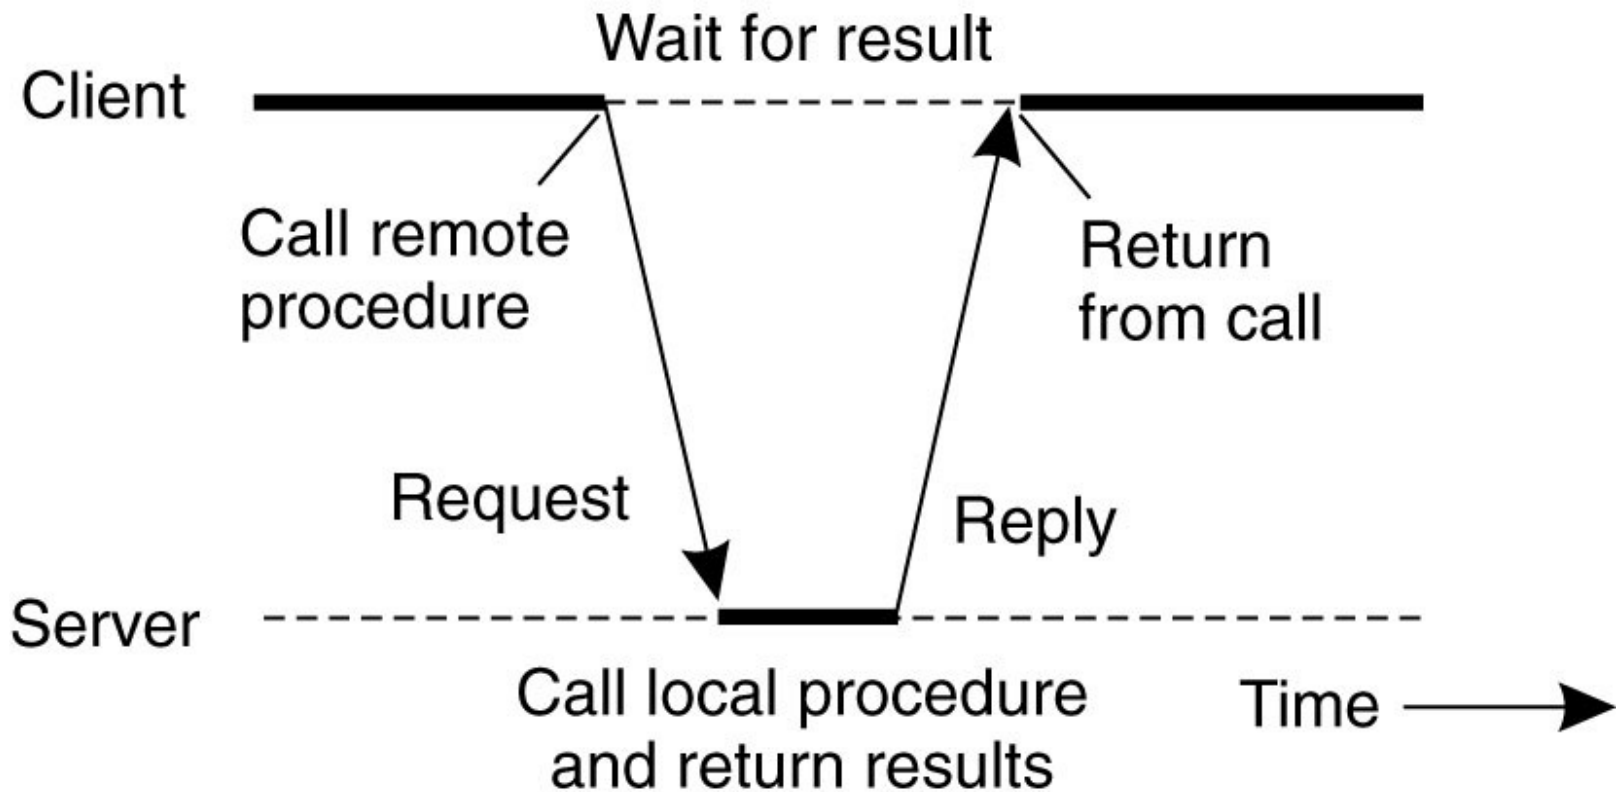 Wait for result
Client
Call remote
procedure
Return
from call
Request
Reply
Server
Call local procedure
and return results
Time